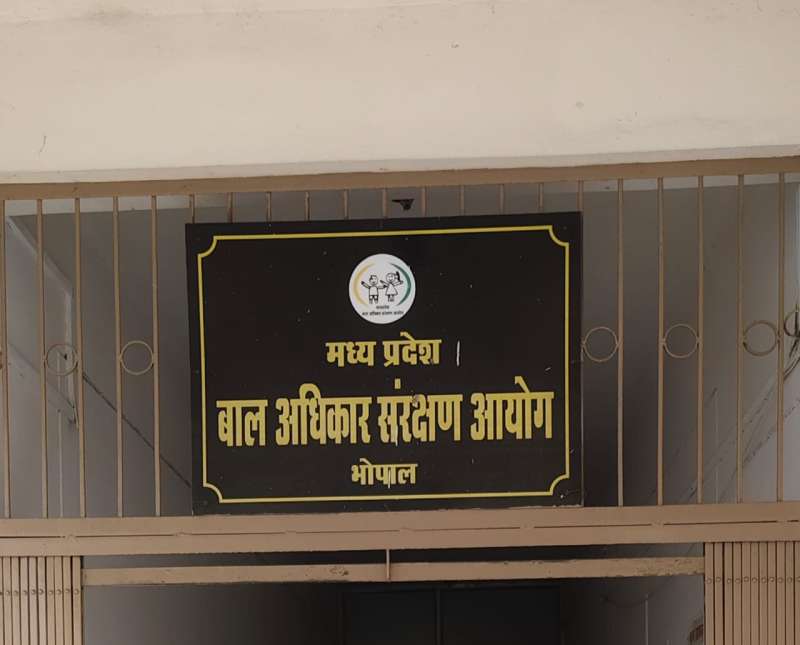 मध्य प्रदेश
बाल अधिकार संरक्षण आयोग
भोपाल